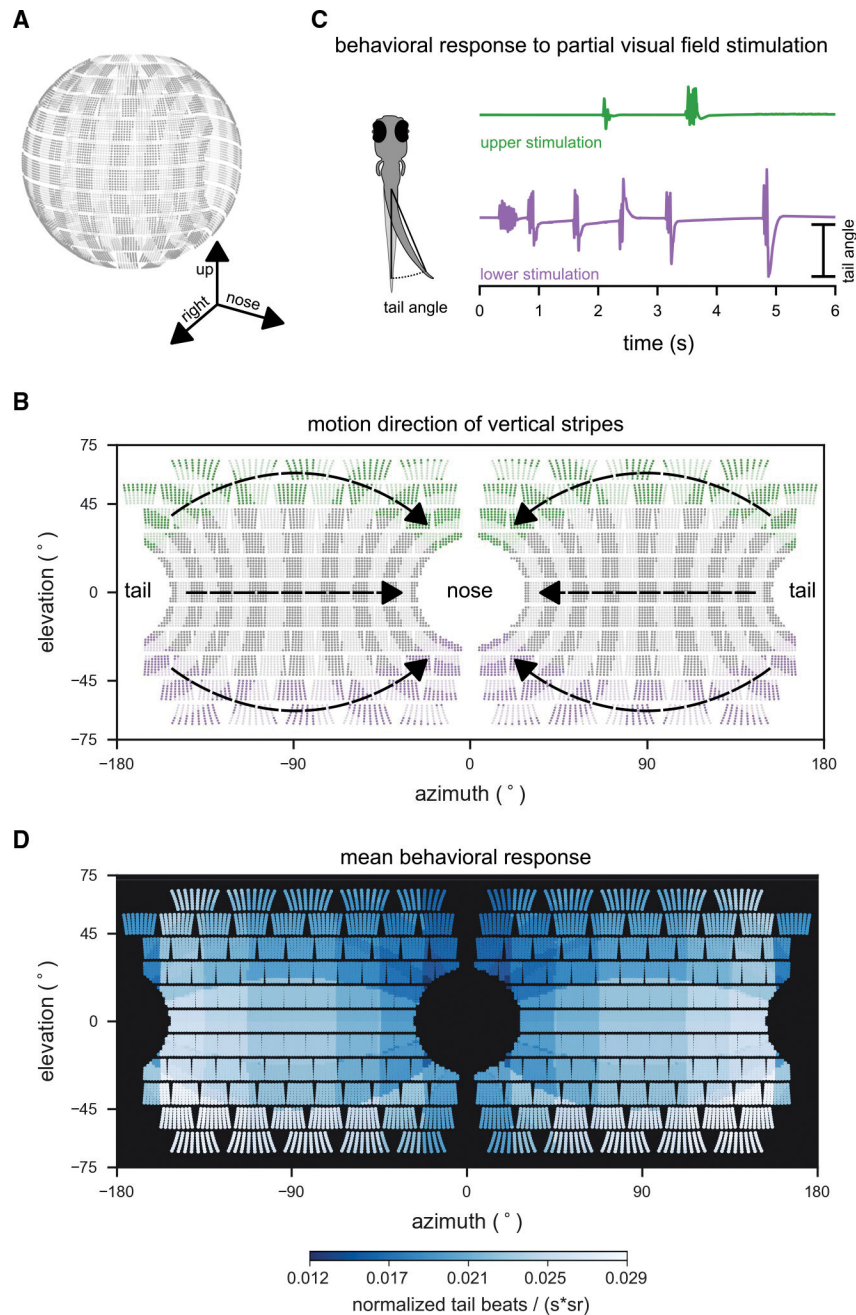 A
up
right
nose
C
behavioral response to partial visual field stimulation
upper stimulation
lower stimulation
tail angle
tail angle
0 1 2 3 4 5 6
time (s)
B
motion direction of vertical stripes
75
45
0
−45
−75
elevation (°)
tail
nose
tail
−180 −90 0 90 180
azimuth (°)
D
mean behavioral response
75
45
0
−45
−75
elevation (°)
−180 −90 0 90 180
azimuth (°)
0.012 0.017 0.021 0.025 0.029
normalized tail beats / (s*sr)